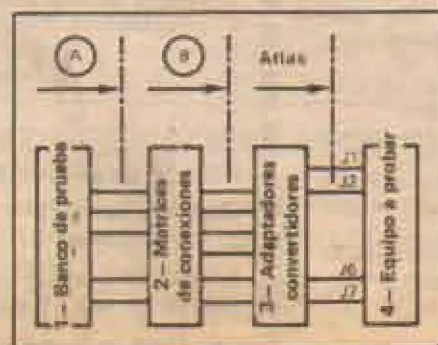 A
B
Atlas
1– Banco de prueba
2– Matrices
de conexiones
3– Adaptadores
convertidores
J1
J2
J6
J7
4– Equipo a probar